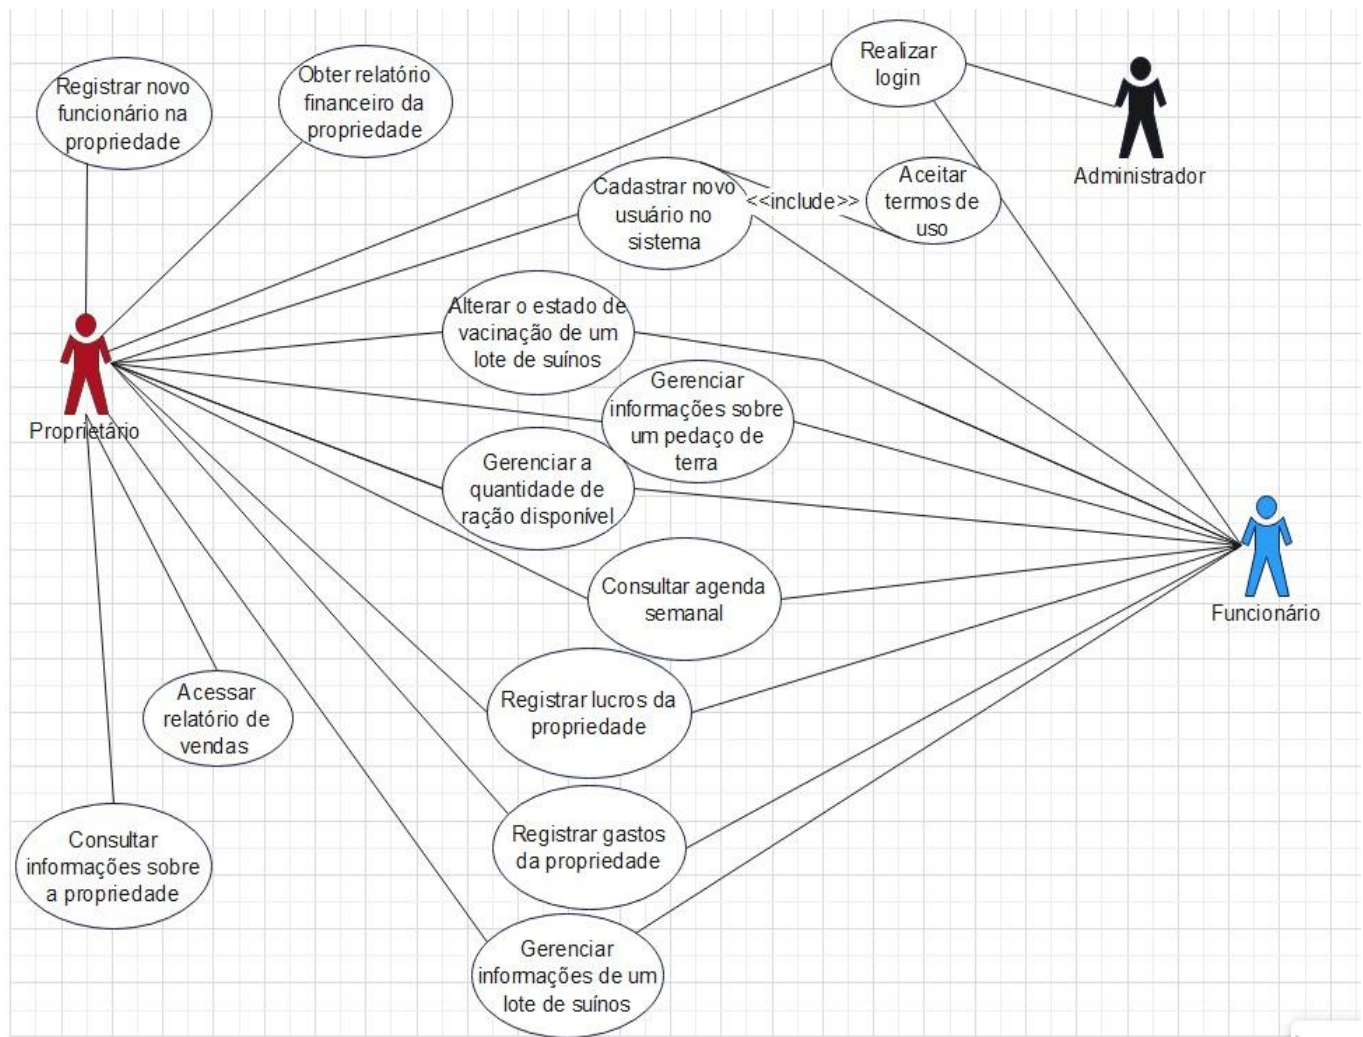 Registrar novo
funcionário na
propriedade
Obter relatório
financeiro da
propriedade
Realizar
login
Administrador
Cadastrar novo
usuário no
sistema
<<include>>
Aceitar
termos de
uso
Alterar o estado de
vacinação de um
lote de suínos
Proprietário
Gerenciar
informações sobre
um pedaço de
terra
Gerenciar a
quantidade de
ração disponível
Funcionário
Consultar agenda
semanal
Registrar lucros da
propriedade
Acessar
relatório de
vendas
Registrar gastos
da propriedade
Consultar
informações sobre
a propriedade
Gerenciar
informações de um
lote de suínos